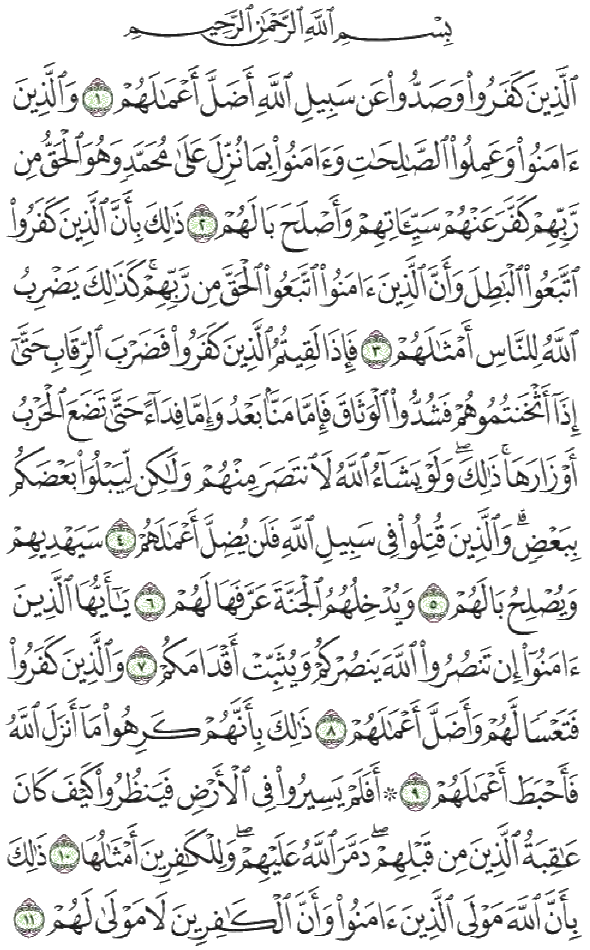 بِسْمِ ٱللَّهِ ٱلرَّحْمَٰنِ ٱلرَّحِيمِ
ٱلَّذِينَ كَفَرُوا۟ وَصَدُّوا۟ عَن سَبِيلِ ٱللَّهِ أَضَلَّ أَعْمَٰلَهُمْ ١ وَٱلَّذِينَ
ءَامَنُوا۟ وَعَمِلُوا۟ ٱلصَّٰلِحَٰتِ وَءَامَنُوا۟ بِمَا نُزِّلَ عَلَىٰ مُحَمَّدٍ وَهُوَ ٱلْحَقُّ مِن
رَّبِّهِمْ كَفَّرَ عَنْهُمْ سَيِّـَٔاتِهِمْ وَأَصْلَحَ بَالَهُمْ ٢ ذَٰلِكَ بِأَنَّ ٱلَّذِينَ كَفَرُوا۟
ٱتَّبَعُوا۟ ٱلْبَٰطِلَ وَأَنَّ ٱلَّذِينَ ءَامَنُوا۟ ٱتَّبَعُوا۟ ٱلْحَقَّ مِن رَّبِّهِمْ ۚ كَذَٰلِكَ يَضْرِبُ
ٱللَّهُ لِلنَّاسِ أَمْثَٰلَهُمْ ٣ فَإِذَا لَقِيتُمُ ٱلَّذِينَ كَفَرُوا۟ فَضَرْبَ ٱلرِّقَابِ حَتَّىٰٓ
إِذَآ أَثْخَنتُمُوهُمْ فَشُدُّوا۟ ٱلْوَثَاقَ فَإِمَّا مَنًّۢا بَعْدُ وَإِمَّا فِدَآءً حَتَّىٰ تَضَعَ ٱلْحَرْبُ
أَوْزَارَهَا ۚ ذَٰلِكَ ۖ وَلَوْ يَشَآءُ ٱللَّهُ لَٱنتَصَرَ مِنْهُمْ وَلَٰكِن لِّيَبْلُوَا۟ بَعْضَكُم
بِبَعْضٍ ۗ وَٱلَّذِينَ قُتِلُوا۟ فِى سَبِيلِ ٱللَّهِ فَلَن يُضِلَّ أَعْمَٰلَهُمْ ٤ سَيَهْدِيهِمْ
وَيُصْلِحُ بَالَهُمْ ٥ وَيُدْخِلُهُمُ ٱلْجَنَّةَ عَرَّفَهَا لَهُمْ ٦ يَٰٓأَيُّهَا ٱلَّذِينَ
ءَامَنُوٓا۟ إِن تَنصُرُوا۟ ٱللَّهَ يَنصُرْكُمْ وَيُثَبِّتْ أَقْدَامَكُمْ ٧ وَٱلَّذِينَ كَفَرُوا۟
فَتَعْسًا لَّهُمْ وَأَضَلَّ أَعْمَٰلَهُمْ ٨ ذَٰلِكَ بِأَنَّهُمْ كَرِهُوا۟ مَآ أَنزَلَ ٱللَّهُ
فَأَحْبَطَ أَعْمَٰلَهُمْ ٩ ۞ أَفَلَمْ يَسِيرُوا۟ فِى ٱلْأَرْضِ فَيَنظُرُوا۟ كَيْفَ كَانَ
عَٰقِبَةُ ٱلَّذِينَ مِن قَبْلِهِمْ ۖ دَمَّرَ ٱللَّهُ عَلَيْهِمْ ۖ وَلِلْكَٰفِرِينَ أَمْثَٰلُهَا ١٠ ذَٰلِكَ
بِأَنَّ ٱللَّهَ مَوْلَى ٱلَّذِينَ ءَامَنُوا۟ وَأَنَّ ٱلْكَٰفِرِينَ لَا مَوْلَىٰ لَهُمْ ١١